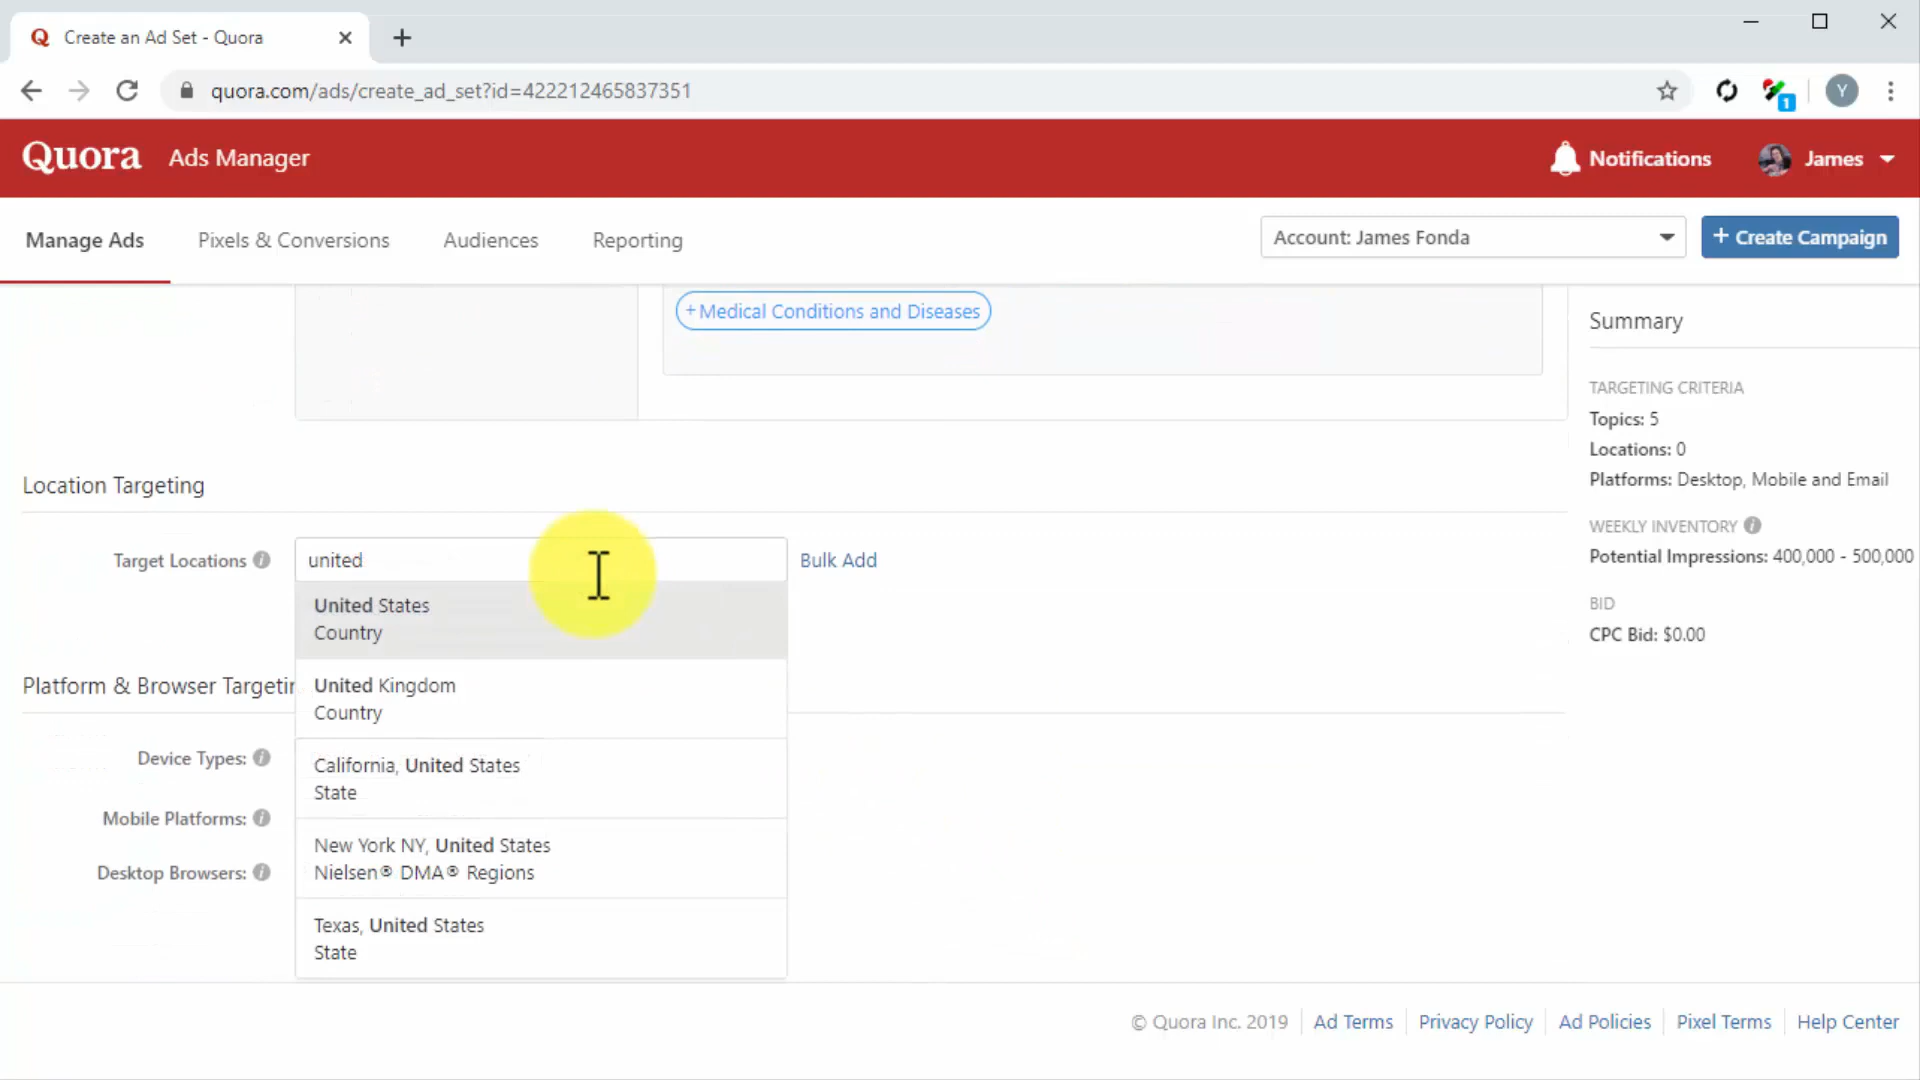 Create an Ad Set - Quora
quora.com/ads/create_ad_set?id=422212465837351
1
Y
Quora Ads Manager
Notifications
James
Manage Ads
Pixels & Conversions
Audiences
Reporting
Account: James Fonda
+ Create Campaign
+ Medical Conditions and Diseases
Summary
TARGETING CRITERIA
Topics: 5
Locations: 0
Platforms: Desktop, Mobile and Email
WEEKLY INVENTORY
Potential Impressions: 400,000 - 500,000
BID
CPC Bid: $0.00
Location Targeting
Target Locations
united
Bulk Add
United States
Country
United Kingdom
Country
California, United States
State
New York NY, United States
Nielsen® DMA® Regions
Texas, United States
State
Platform & Browser Targetin
Device Types:
Mobile Platforms:
Desktop Browsers:
© Quora Inc. 2019
Ad Terms
Privacy Policy
Ad Policies
Pixel Terms
Help Center